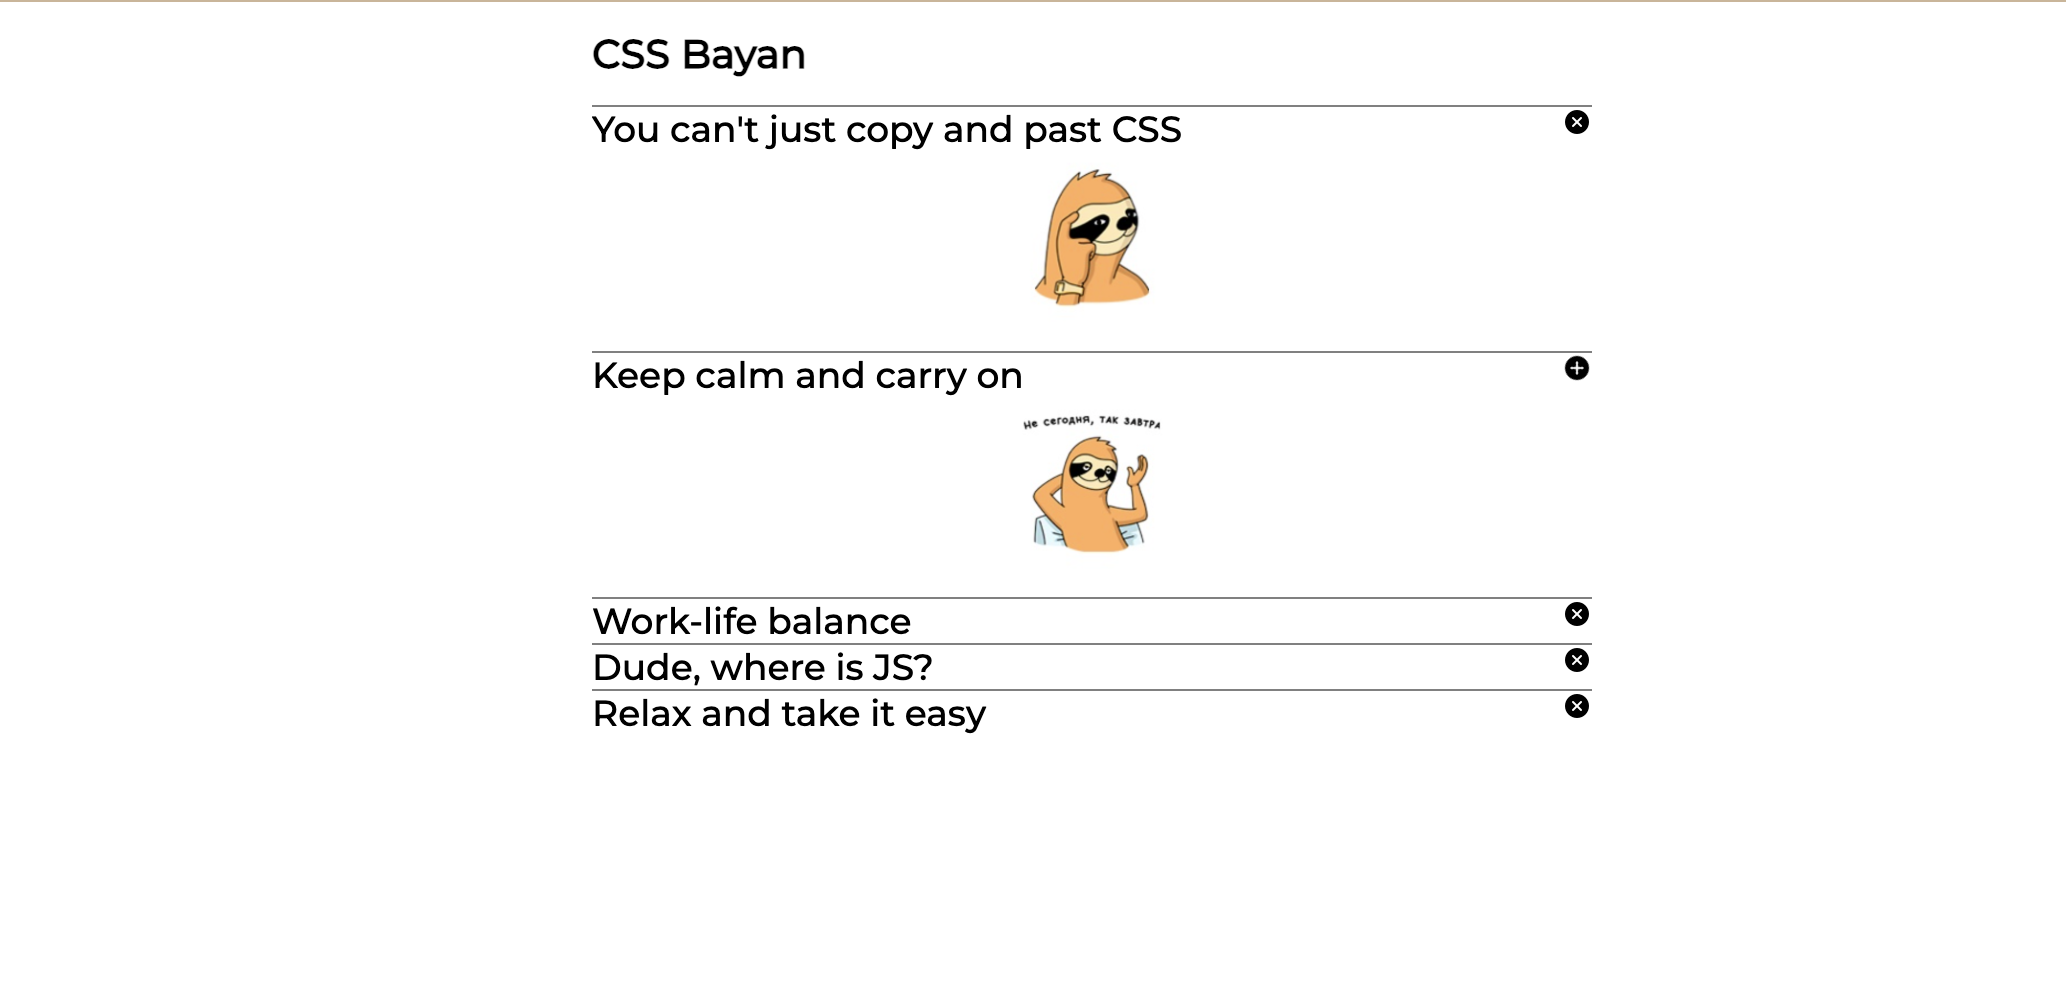 CSS Bayan
You can't just copy and past CSS
Keep calm and carry on
Не сегодня, так завтра
Work-life balance
Dude, where is JS?
Relax and take it easy